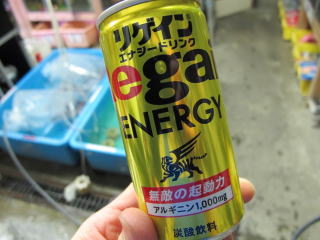 リゲイン
エナジードリンク
egai
ENERGY
無敵の起動力
アルギニン1,000mg
炭酸飲料